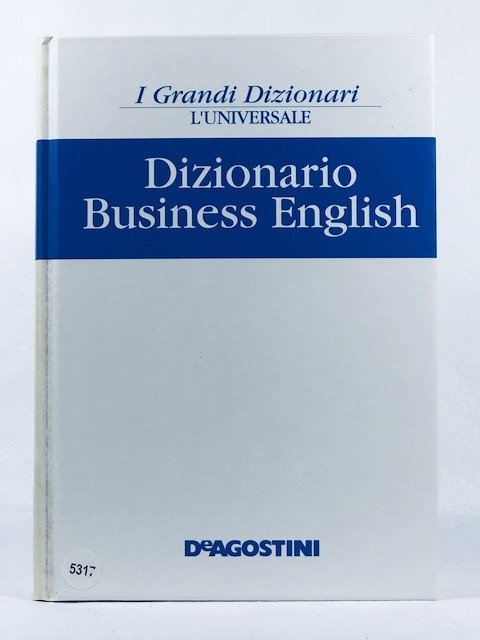 I Grandi Dizionari
L'UNIVERSALE
Dizionario
Business English
DeAGOSTINI
5317